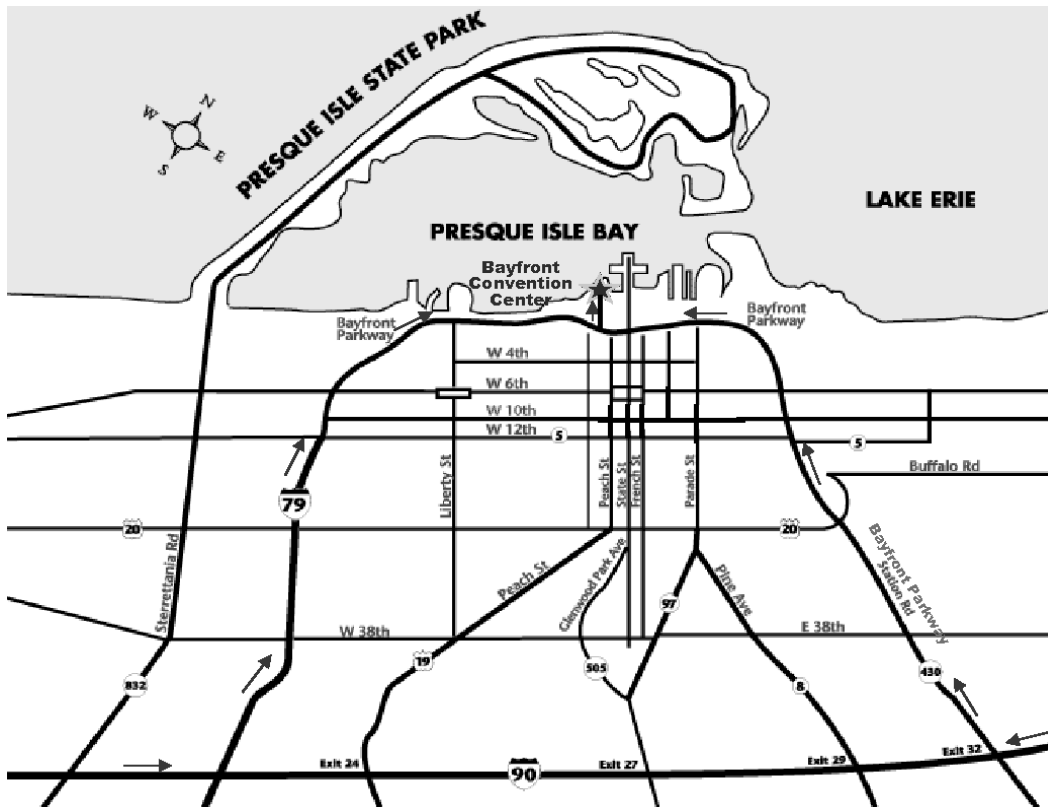 PRESQUE ISLE STATE PARK
N
W
E
S
LAKE ERIE
PRESQUE ISLE BAY
Bayfront
Convention
Center
Bayfront
Parkway
Bayfront
Parkway
W 4th
W 6th
W 10th
W 12th
5
5
Buffalo Rd
79
Liberty St
Peach St
State St
French St
Parade St
20
20
Sterrettania Rd
Peach St
Glenwood Park Ave
97
Pine Ave
Bayfront Parkway
Station Rd
W 38th
E 38th
19
505
832
8
430
Exit 24
90
Exit 27
Exit 29
Exit 32